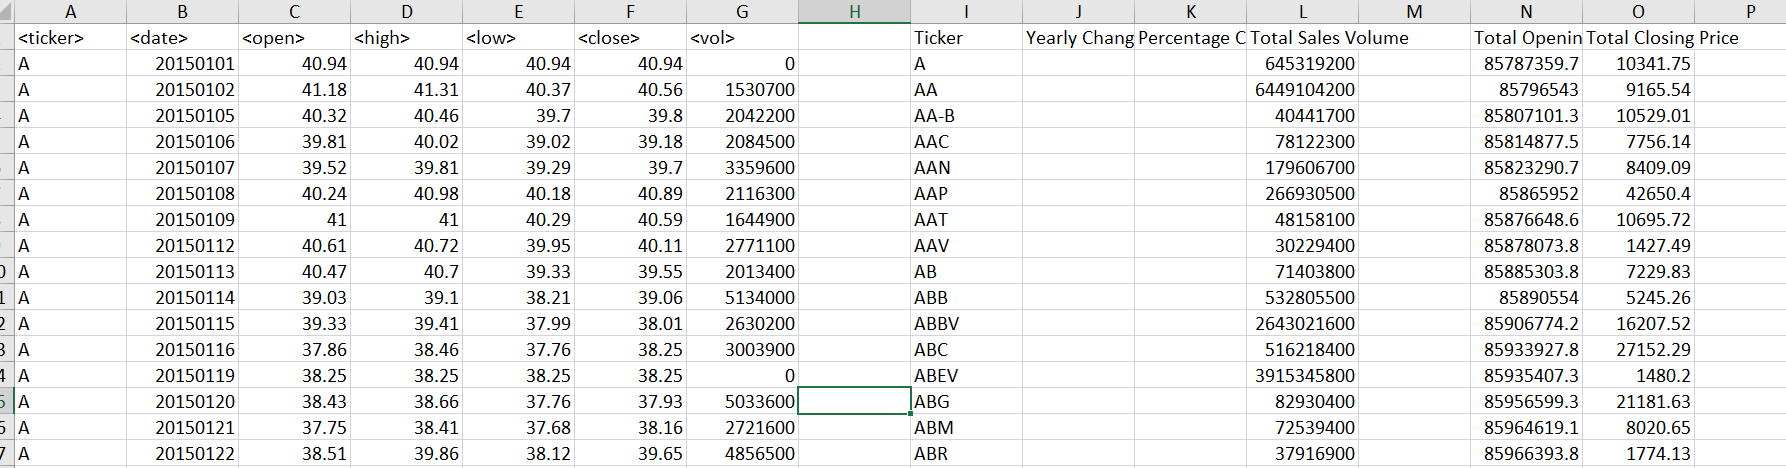 A B C D E F G H I J K L M N O P
<ticker> <date> <open> <high> <low> <close> <vol> Ticker Yearly Chang Percentage C Total Sales Volume Total Openin Total Closing Price
A 20150101 40.94 40.94 40.94 40.94 0 A 645319200 85787359.7 10341.75
A 20150102 41.18 41.31 40.37 40.56 1530700 AA 6449104200 85796543 9165.54
A 20150105 40.32 40.46 39.7 39.8 2042200 AA-B 40441700 85807101.3 10529.01
A 20150106 39.81 40.02 39.02 39.18 2084500 AAC 78122300 85814877.5 7756.14
A 20150107 39.52 39.81 39.29 39.7 3359600 AAN 179606700 85823290.7 8409.09
A 20150108 40.24 40.98 40.18 40.89 2116300 AAP 266930500 85865952 42650.4
A 20150109 41 41 40.29 40.59 1644900 AAT 48158100 85876648.6 10695.72
A 20150112 40.61 40.72 39.95 40.11 2771100 AAV 30229400 85878073.8 1427.49
A 20150113 40.47 40.7 39.33 39.55 2013400 AB 71403800 85885303.8 7229.83
A 20150114 39.03 39.1 38.21 39.06 5134000 ABB 532805500 85890554 5245.26
A 20150115 39.33 39.41 37.99 38.01 2630200 ABBV 2643021600 85906774.2 16207.52
A 20150116 37.86 38.46 37.76 38.25 3003900 ABC 516218400 85933927.8 27152.29
A 20150119 38.25 38.25 38.25 38.25 0 ABEV 3915345800 85935407.3 1480.2
A 20150120 38.43 38.66 37.76 37.93 5033600 ABG 82930400 85956599.3 21181.63
A 20150121 37.75 38.41 37.68 38.16 2721600 ABM 72539400 85964619.1 8020.65
A 20150122 38.51 39.86 38.12 39.65 4856500 ABR 37916900 85966393.8 1774.13